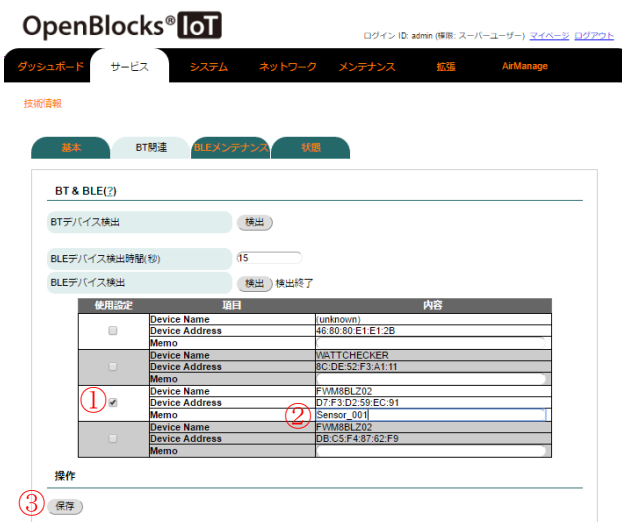 OpenBlocks® IoT
ログイン ID: admin (権限: スーパーユーザー) マイページ ログアウト
ダッシュボード サービス システム ネットワーク メンテナンス 拡張 AirManage
技術情報
基本 BT関連 BLEメンテナンス 状態
BT & BLE(?)
BTデバイス検出 検出
BLEデバイス検出時間(秒) 15
BLEデバイス検出 検出 検出終了
使用設定 項目 内容
Device Name (unknown)
Device Address 46:80:80:E1:E1:2B
Memo
Device Name WATTCHECKER
Device Address 8C:DE:52:F3:A1:11
Memo
Device Name FWM8BLZ02
① Device Address D7:F3:D2:59:EC:91
Memo ② Sensor_001
Device Name FWM8BLZ02
Device Address DB:C5:F4:87:62:F9
Memo
操作
③ 保存